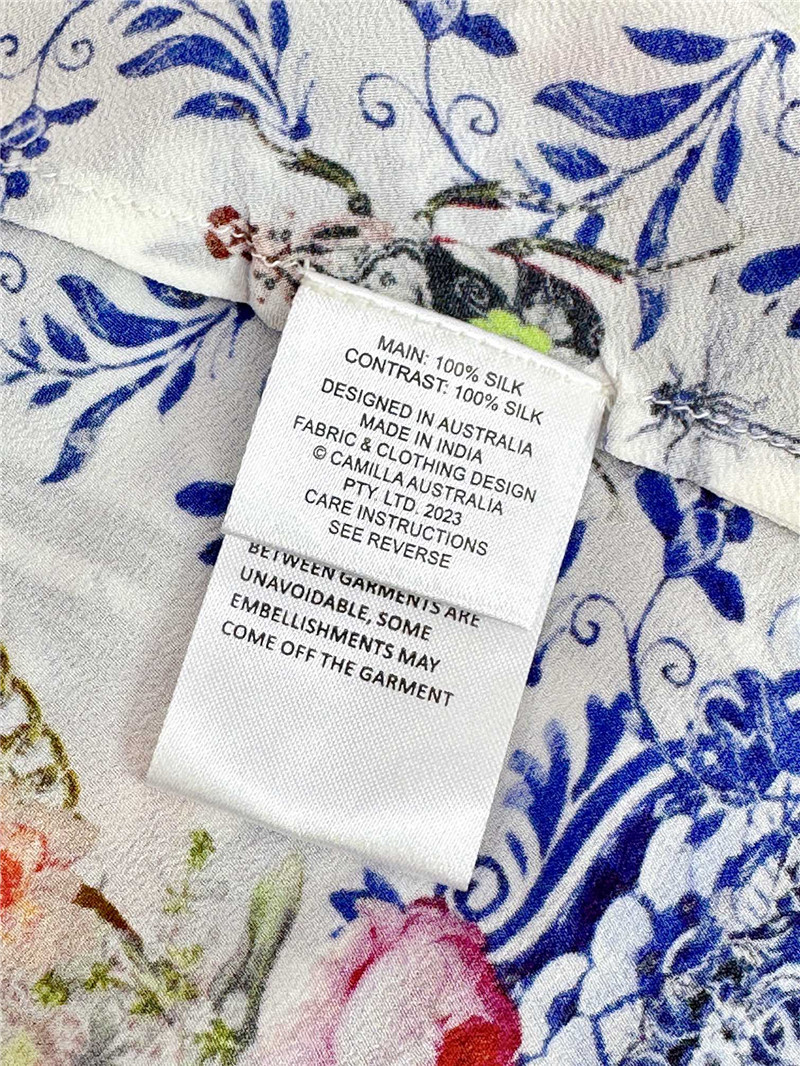 MAIN: 100% SILK
CONTRAST: 100% SILK
DESIGNED IN AUSTRALIA
MADE IN INDIA
FABRIC & CLOTHING DESIGN
© CAMILLA AUSTRALIA
PTY. LTD. 2023
CARE INSTRUCTIONS
SEE REVERSE
BETWEEN GARMENTS ARE
UNAVOIDABLE, SOME
EMBELLISHMENTS MAY
COME OFF THE GARMENT